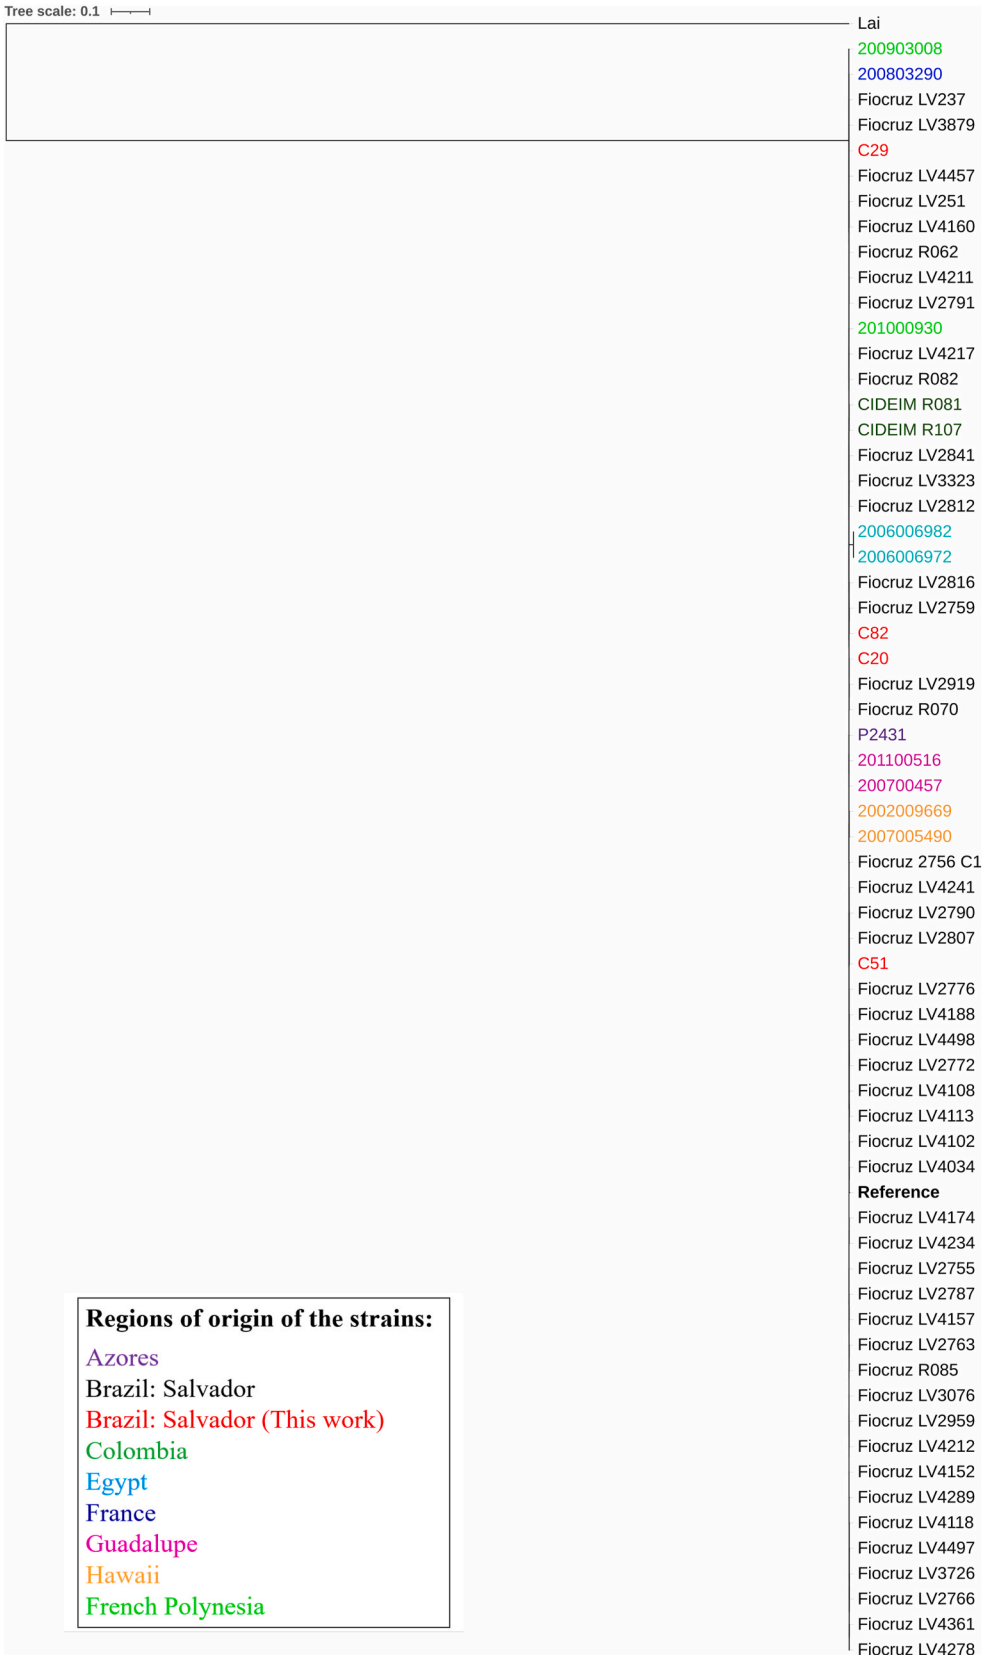 Tree scale: 0.1
Lai
200903008
200803290
Fiocruz LV237
Fiocruz LV3879
C29
Fiocruz LV4457
Fiocruz LV251
Fiocruz LV4160
Fiocruz R062
Fiocruz LV4211
Fiocruz LV2791
201000930
Fiocruz LV4217
Fiocruz R082
CIDEIM R081
CIDEIM R107
Fiocruz LV2841
Fiocruz LV3323
Fiocruz LV2812
2006006982
2006006972
Fiocruz LV2816
Fiocruz LV2759
C82
C20
Fiocruz LV2919
Fiocruz R070
P2431
201100516
200700457
2002009669
2007005490
Fiocruz 2756 C1
Fiocruz LV4241
Fiocruz LV2790
Fiocruz LV2807
C51
Fiocruz LV2776
Fiocruz LV4188
Fiocruz LV4498
Fiocruz LV2772
Fiocruz LV4108
Fiocruz LV4113
Fiocruz LV4102
Fiocruz LV4034
Reference
Fiocruz LV4174
Fiocruz LV4234
Fiocruz LV2755
Fiocruz LV2787
Fiocruz LV4157
Fiocruz LV2763
Fiocruz R085
Fiocruz LV3076
Fiocruz LV2959
Fiocruz LV4212
Fiocruz LV4152
Fiocruz LV4289
Fiocruz LV4118
Fiocruz LV4497
Fiocruz LV3726
Fiocruz LV2766
Fiocruz LV4361
Fiocruz LV4278
Regions of origin of the strains:
Azores
Brazil: Salvador
Brazil: Salvador (This work)
Colombia
Egypt
France
Guadalupe
Hawaii
French Polynesia